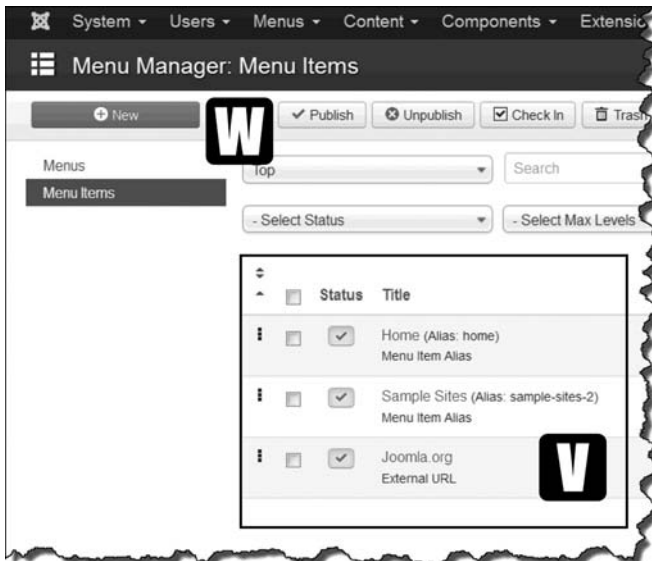 System Users Menus Content Components Extensio
Menu Manager: Menu Items
New W Publish Unpublish Check In Trash
Menus Top Search
Menu Items
- Select Status - Select Max Levels
Status Title
Home (Alias: home)
Menu Item Alias
Sample Sites (Alias: sample-sites-2)
Menu Item Alias
Joomla.org V
External URL